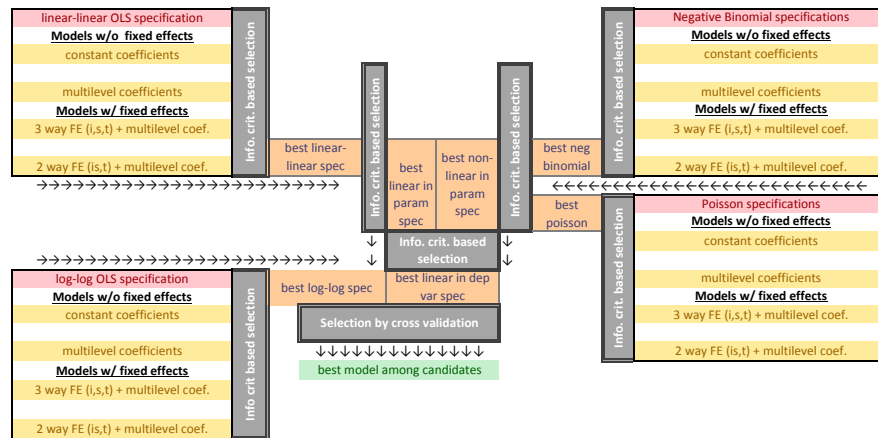 linear-linear OLS specification
Models w/o fixed effects
constant coefficients
multilevel coefficients
Models w/ fixed effects
3 way FE (i,s,t) + multilevel coef.
2 way FE (is,t) + multilevel coef.
Info. crit. based selection
best linear-
linear spec
→→→→→→→→→→→→→→→→→→→
Info. crit. based selection
best
linear in
param
spec
best non-
linear in
param
spec
Info. crit. based selection
best neg
binomial
best
poisson
Info. crit. based selection
Negative Binomial specifications
Models w/o fixed effects
constant coefficients
multilevel coefficients
Models w/ fixed effects
3 way FE (i,s,t) + multilevel coef.
2 way FE (is,t) + multilevel coef.
←←←←←←←←←←←←←←←←←←←←
Info. crit. based selection
Poisson specifications
Models w/o fixed effects
constant coefficients
multilevel coefficients
Models w/ fixed effects
3 way FE (i,s,t) + multilevel coef.
2 way FE (is,t) + multilevel coef.
Info. crit. based
selection
→→→→→→→→→→→→→→→→→→→
log-log OLS specification
Models w/o fixed effects
constant coefficients
multilevel coefficients
Models w/ fixed effects
3 way FE (i,s,t) + multilevel coef.
2 way FE (is,t) + multilevel coef.
Info crit based selection
best log-log spec
best linear in dep
var spec
Selection by cross validation
↓↓↓↓↓↓↓↓↓↓↓↓↓↓
best model among candidates